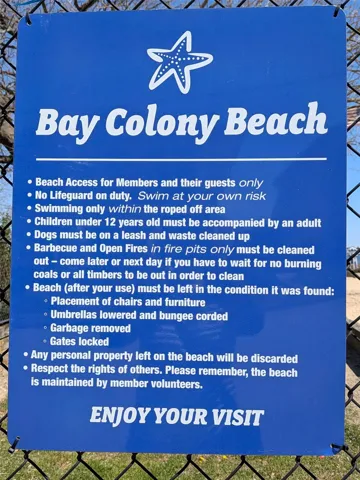 Bay Colony Beach
• Beach Access for Members and their guests only
• No Lifeguard on duty. Swim at your own risk
• Swimming only within the roped off area
• Children under 12 years old must be accompanied by an adult
• Dogs must be on a leash and waste cleaned up
• Barbecue and Open Fires in fire pits only must be cleaned
out – come later or next day if you have to wait for no burning
coals or all timbers to be out in order to clean
• Beach (after your use) must be left in the condition it was found:
◦ Placement of chairs and furniture
◦ Umbrellas lowered and bungee corded
◦ Garbage removed
◦ Gates locked
• Any personal property left on the beach will be discarded
• Respect the rights of others. Please remember, the beach
is maintained by member volunteers.
ENJOY YOUR VISIT